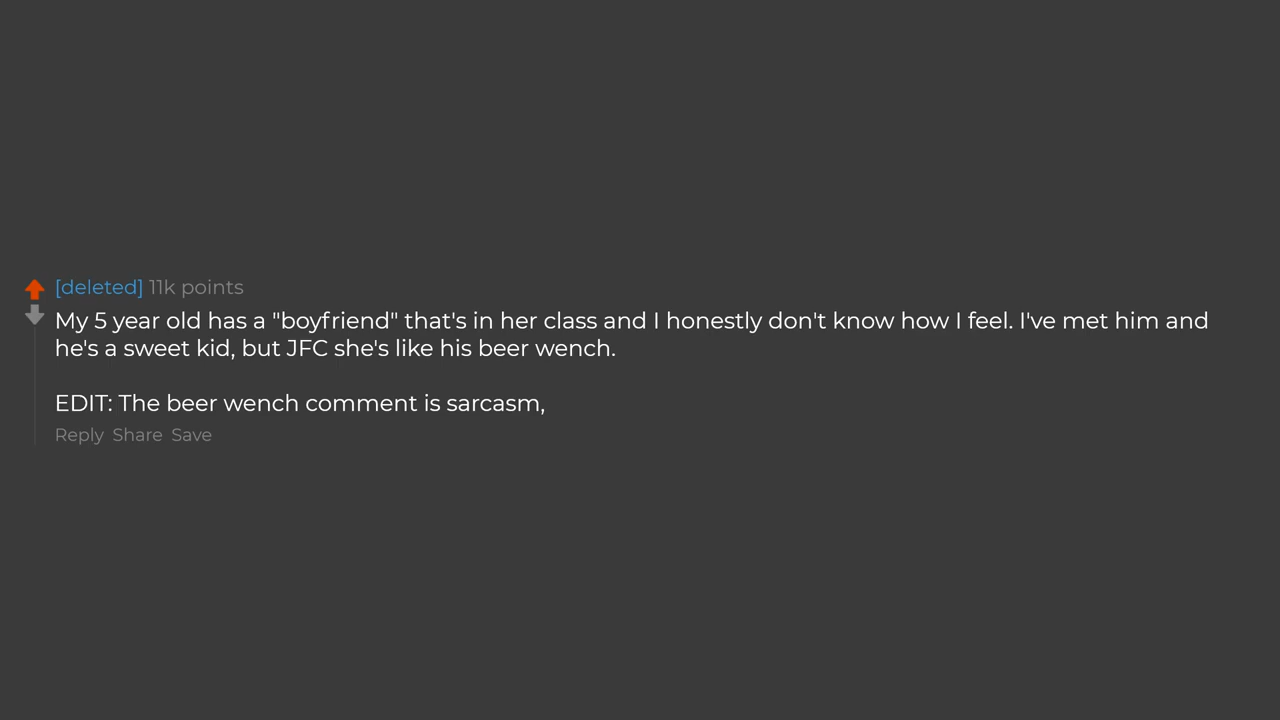 [deleted] 11k points
My 5 year old has a "boyfriend" that's in her class and I honestly don't know how I feel. I've met him and
he's a sweet kid, but JFC she's like his beer wench.
EDIT: The beer wench comment is sarcasm,
Reply Share Save